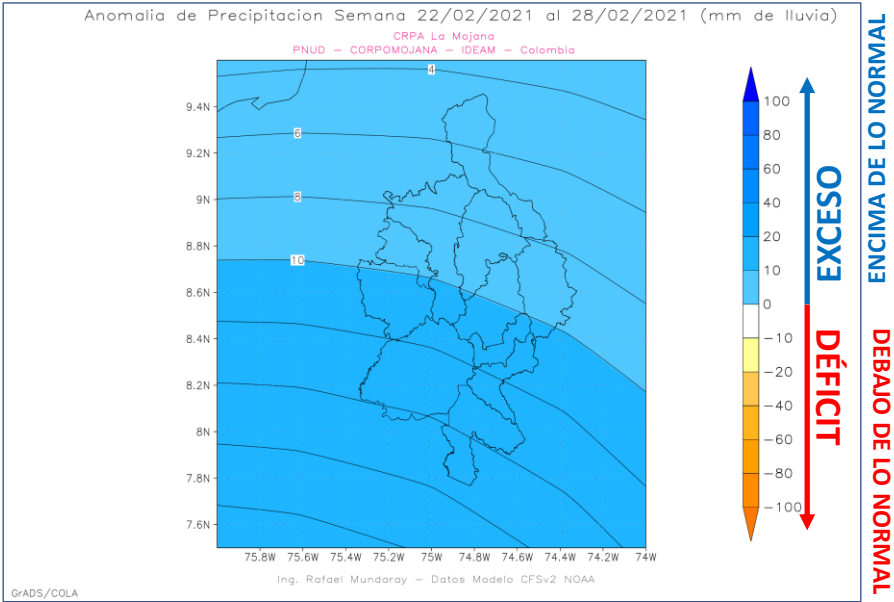 Anomalia de Precipitacion Semana 22/02/2021 al 28/02/2021 (mm de lluvia)
CRPA La Mojana
PNUD – CORPOMOJANA – IDEAM – Colombia
4
6
8
10
9.4N
9.2N
9N
8.8N
8.6N
8.4N
8.2N
8N
7.8N
7.6N
75.8W 75.6W 75.4W 75.2W 75W 74.8W 74.6W 74.4W 74.2W 74W
100
80
60
40
20
10
0
−10
−20
−40
−60
−80
−100
EXCESO
DÉFICIT
ENCIMA DE LO NORMAL
DEBAJO DE LO NORMAL
Ing. Rafael Mundaray – Datos Modelo CFSv2 NOAA
GrADS/COLA